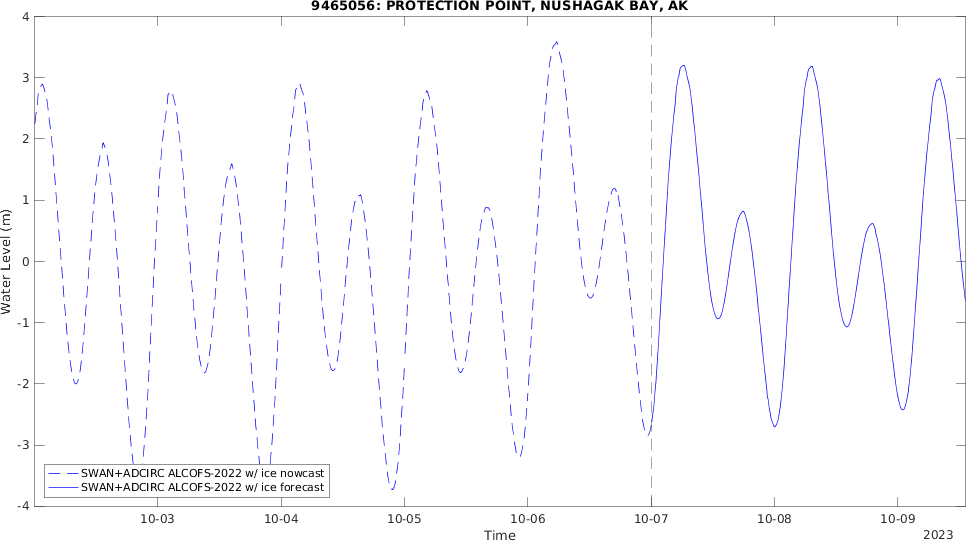 9465056: PROTECTION POINT, NUSHAGAK BAY, AK
Water Level (m)
4
3
2
1
0
-1
-2
-3
-4
SWAN+ADCIRC ALCOFS-2022 w/ ice nowcast
SWAN+ADCIRC ALCOFS-2022 w/ ice forecast
10-03 10-04 10-05 10-06 10-07 10-08 10-09
Time
2023